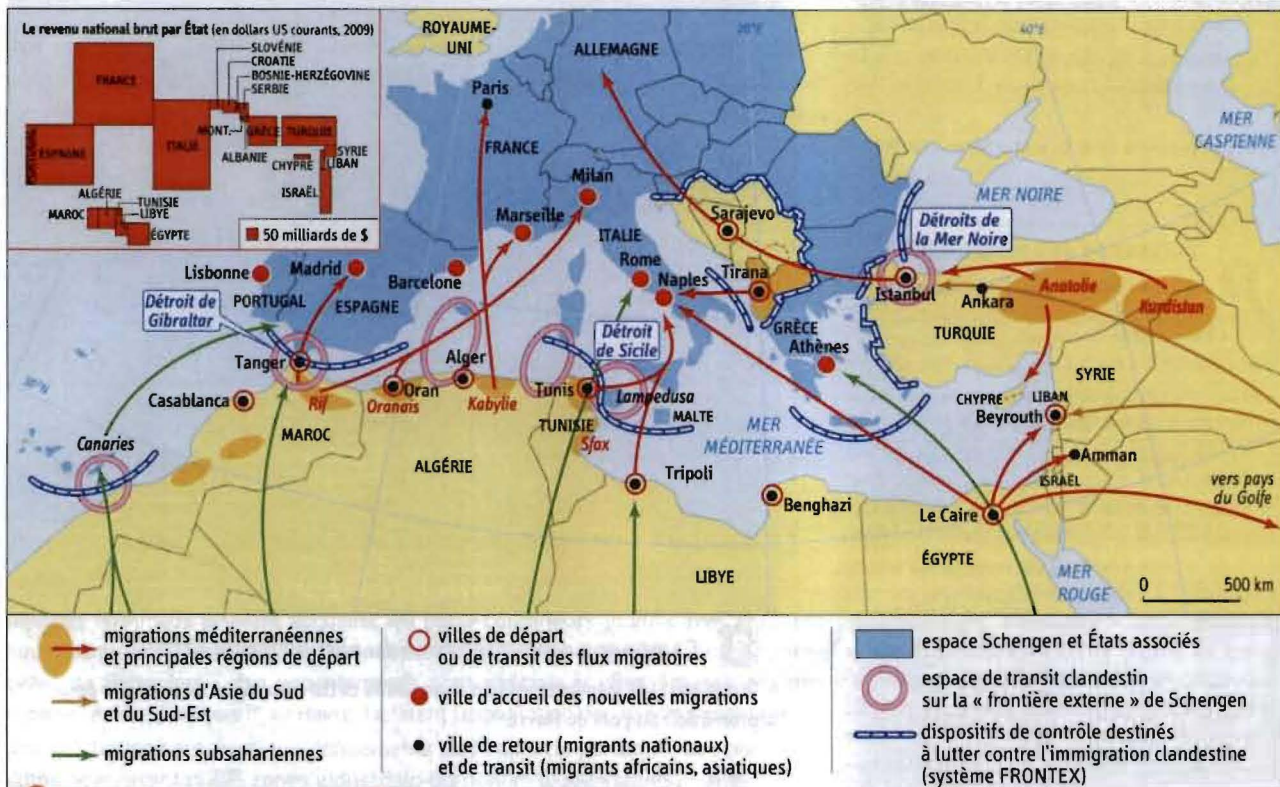 Le revenu national brut par État (en dollars US courants, 2009)
SLOVÉNIE
CROATIE
BOSNIE-HERZÉGOVINE
SERBIE
FRANCE
PORTUGAL
ESPAGNE
ITALIE
MONT.
GRÈCE
TURQUIE
ALBANIE
CHYPRE
SYRIE
LIBAN
ISRAËL
ALGÉRIE
TUNISIE
MAROC
LIBYE
ÉGYPTE
50 milliards de $
ROYAUME-
UNI
ALLEMAGNE
20°E
40°E
Paris
FRANCE
MER
CASPIENNE
Milan
MER NOIRE
Marseille
Sarajevo
Détroits de
la Mer Noire
ITALIE
Lisbonne
Madrid
Barcelone
Rome
Naples
Tirana
Istanbul
Ankara
Anatolie
Kurdistan
PORTUGAL
ESPAGNE
Détroit de
Gibraltar
TURQUIE
GRÈCE
Athènes
Détroit
de Sicile
30°N
Tanger
Alger
Oran
Tunis
Lampedusa
SYRIE
CHYPRE
LIBAN
Casablanca
Rif
Oranais
Kabylie
MALTE
Beyrouth
TUNISIE
MER
MÉDITERRANÉE
Canaries
MAROC
Sfax
Amman
ALGÉRIE
Tripoli
ISRAËL
vers pays
du Golfe
Benghazi
Le Caire
ÉGYPTE
LIBYE
MER
ROUGE
0 500 km
migrations méditerranéennes
et principales régions de départ
migrations d'Asie du Sud
et du Sud-Est
migrations subsahariennes
villes de départ
ou de transit des flux migratoires
ville d'accueil des nouvelles migrations
ville de retour (migrants nationaux)
et de transit (migrants africains, asiatiques)
espace Schengen et États associés
espace de transit clandestin
sur la « frontière externe » de Schengen
dispositifs de contrôle destinés
à lutter contre l'immigration clandestine
(système FRONTEX)